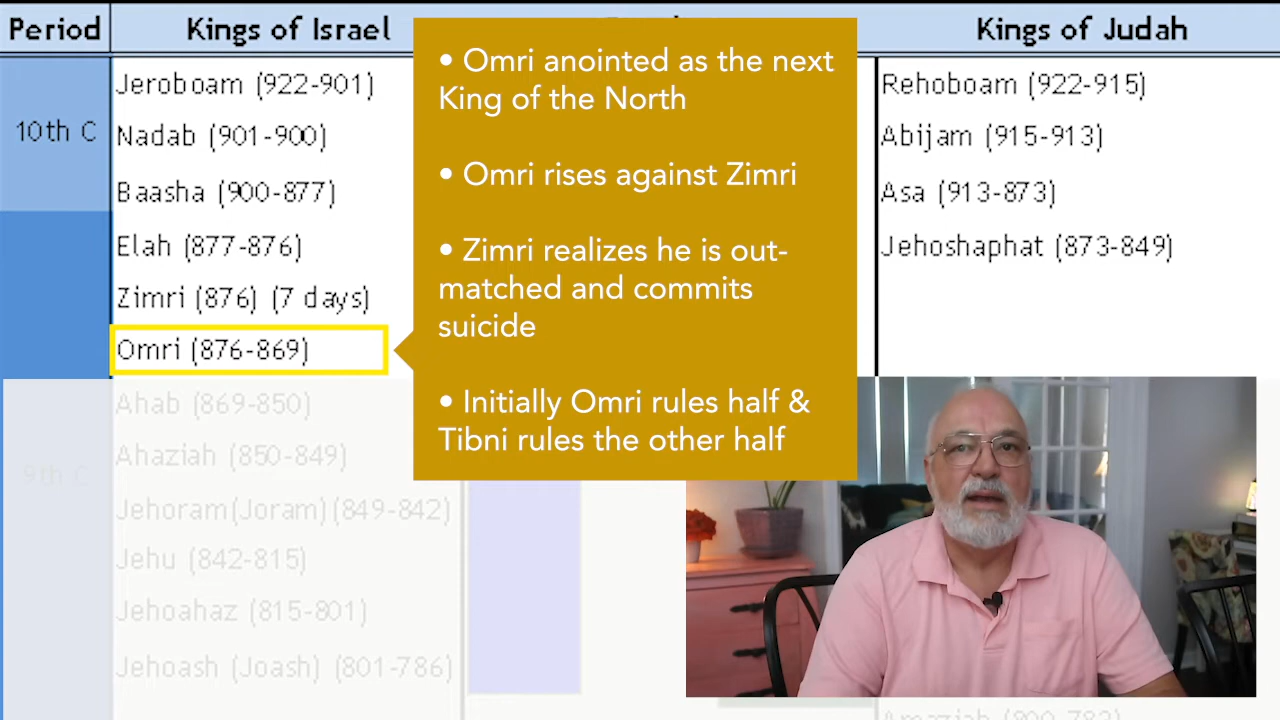 Period
Kings of Israel
Kings of Judah
10th C
Jeroboam (922-901)
Nadab (901-900)
Baasha (900-877)
Elah (877-876)
Zimri (876) (7 days)
Omri (876-869)
9th C
Ahab (869-850)
Ahaziah (850-849)
Jehoram(Joram)(849-842)
Jehu (842-815)
Jehoahaz (815-801)
Jehoash (Joash) (801-786)
• Omri anointed as the next
King of the North
• Omri rises against Zimri
• Zimri realizes he is out-
matched and commits
suicide
• Initially Omri rules half &
Tibni rules the other half
Rehoboam (922-915)
Abijam (915-913)
Asa (913-873)
Jehoshaphat (873-849)
Amaziah (800-783)